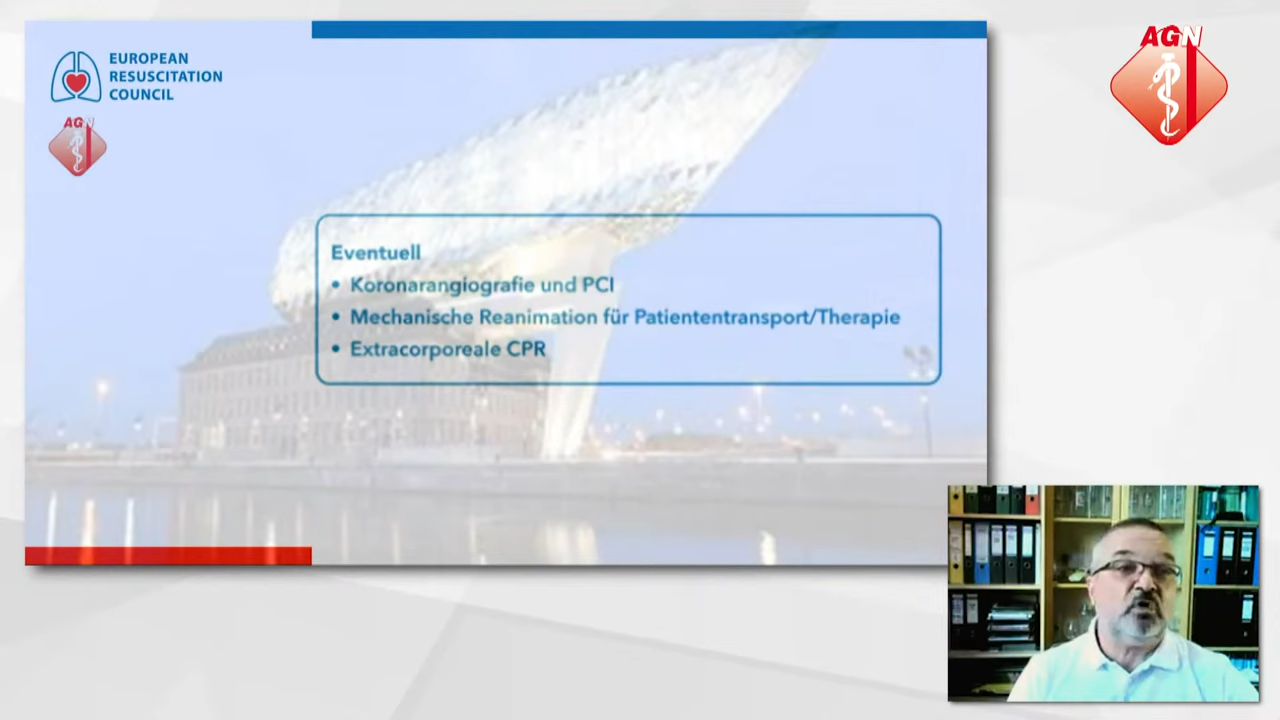 EUROPEAN
RESUSCITATION
COUNCIL
AGN
AGN
Eventuell
• Koronarangiografie und PCI
• Mechanische Reanimation für Patiententransport/Therapie
• Extracorporeale CPR